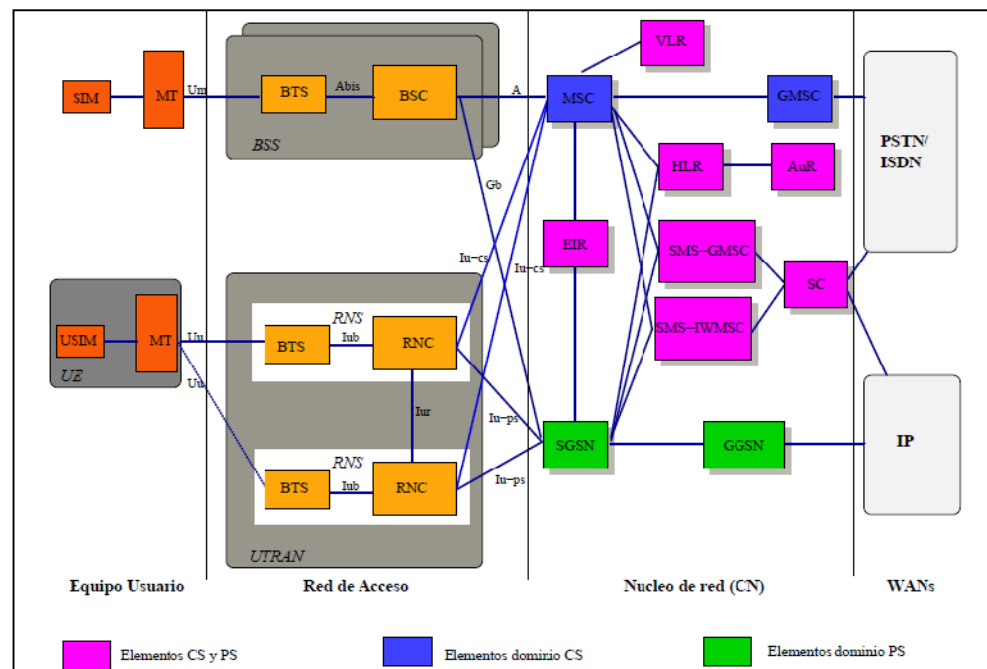 VLR
SIM
MT
Um
BTS
Abis
BSC
A
MSC
GMSC
BSS
PSTN/
ISDN
HLR
AuR
Gb
EIR
SMS-GMSC
Iu-cs
Iu-cs
SC
SMS-IWMSC
USIM
MT
UE
Uu
Uu
RNS
BTS
Iub
RNC
Iur
Iu-ps
SGSN
GGSN
IP
RNS
BTS
Iub
RNC
Iu-ps
UTRAN
Equipo Usuario
Red de Acceso
Nucleo de red (CN)
WANs
Elementos CS y PS
Elementos dominio CS
Elementos dominio PS